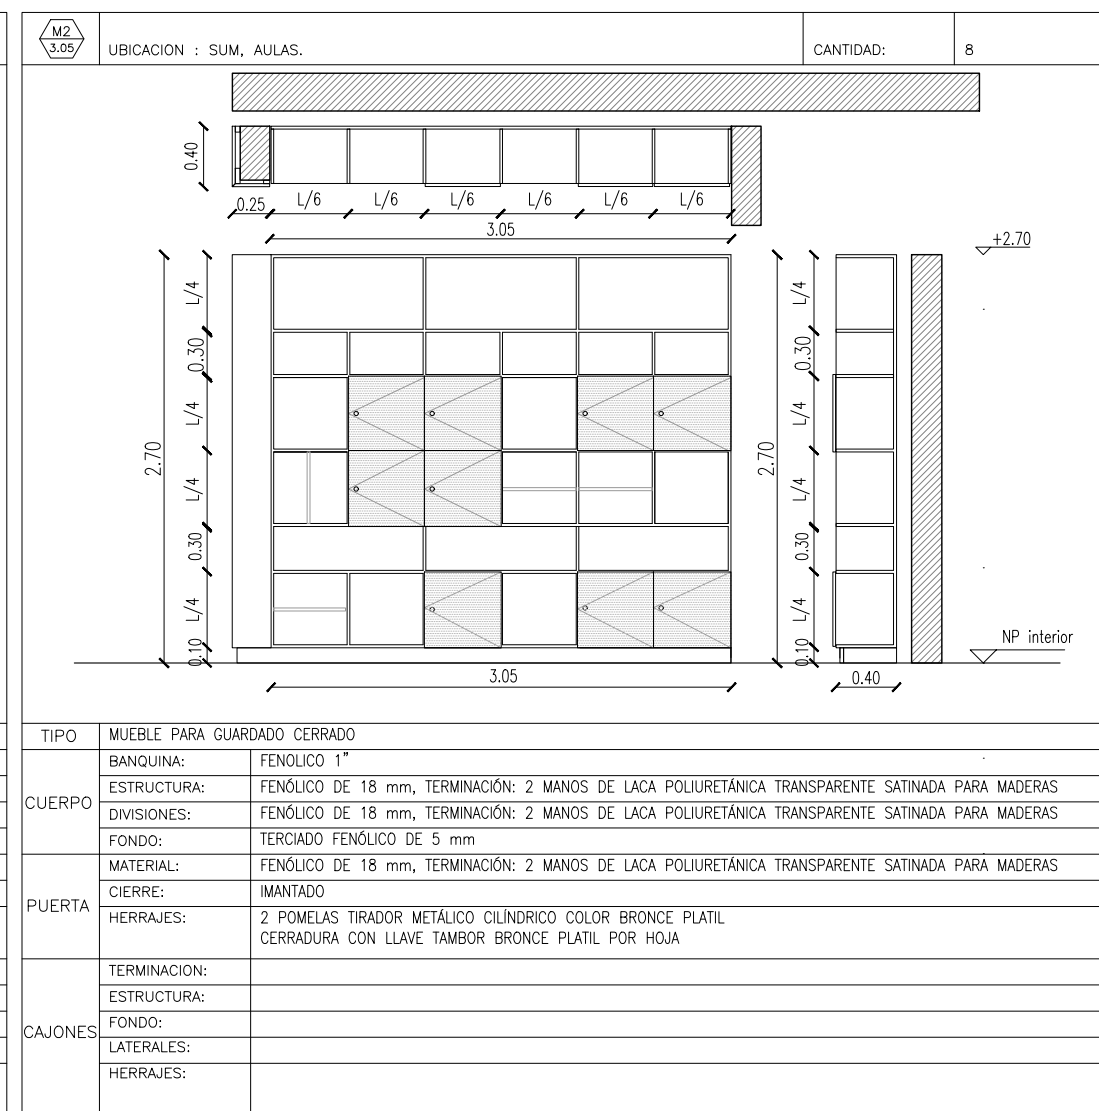 M2
3.05
UBICACION : SUM, AULAS.
CANTIDAD:
8
0.40
0.25
L/6
L/6
L/6
L/6
L/6
L/6
3.05
+2.70
2.70
L/4
0.30
L/4
L/4
0.30
L/4
0.10
2.70
L/4
0.30
L/4
L/4
0.30
L/4
0.10
NP interior
3.05
0.40
TIPO
MUEBLE PARA GUARDADO CERRADO
CUERPO
BANQUINA:
FENOLICO 1"
ESTRUCTURA:
FENÓLICO DE 18 mm, TERMINACIÓN: 2 MANOS DE LACA POLIURETÁNICA TRANSPARENTE SATINADA PARA MADERAS
DIVISIONES:
FENÓLICO DE 18 mm, TERMINACIÓN: 2 MANOS DE LACA POLIURETÁNICA TRANSPARENTE SATINADA PARA MADERAS
FONDO:
TERCIADO FENÓLICO DE 5 mm
PUERTA
MATERIAL:
FENÓLICO DE 18 mm, TERMINACIÓN: 2 MANOS DE LACA POLIURETÁNICA TRANSPARENTE SATINADA PARA MADERAS
CIERRE:
IMANTADO
HERRAJES:
2 POMELAS TIRADOR METÁLICO CILÍNDRICO COLOR BRONCE PLATIL
CERRADURA CON LLAVE TAMBOR BRONCE PLATIL POR HOJA
CAJONES
TERMINACION:
ESTRUCTURA:
FONDO:
LATERALES:
HERRAJES: